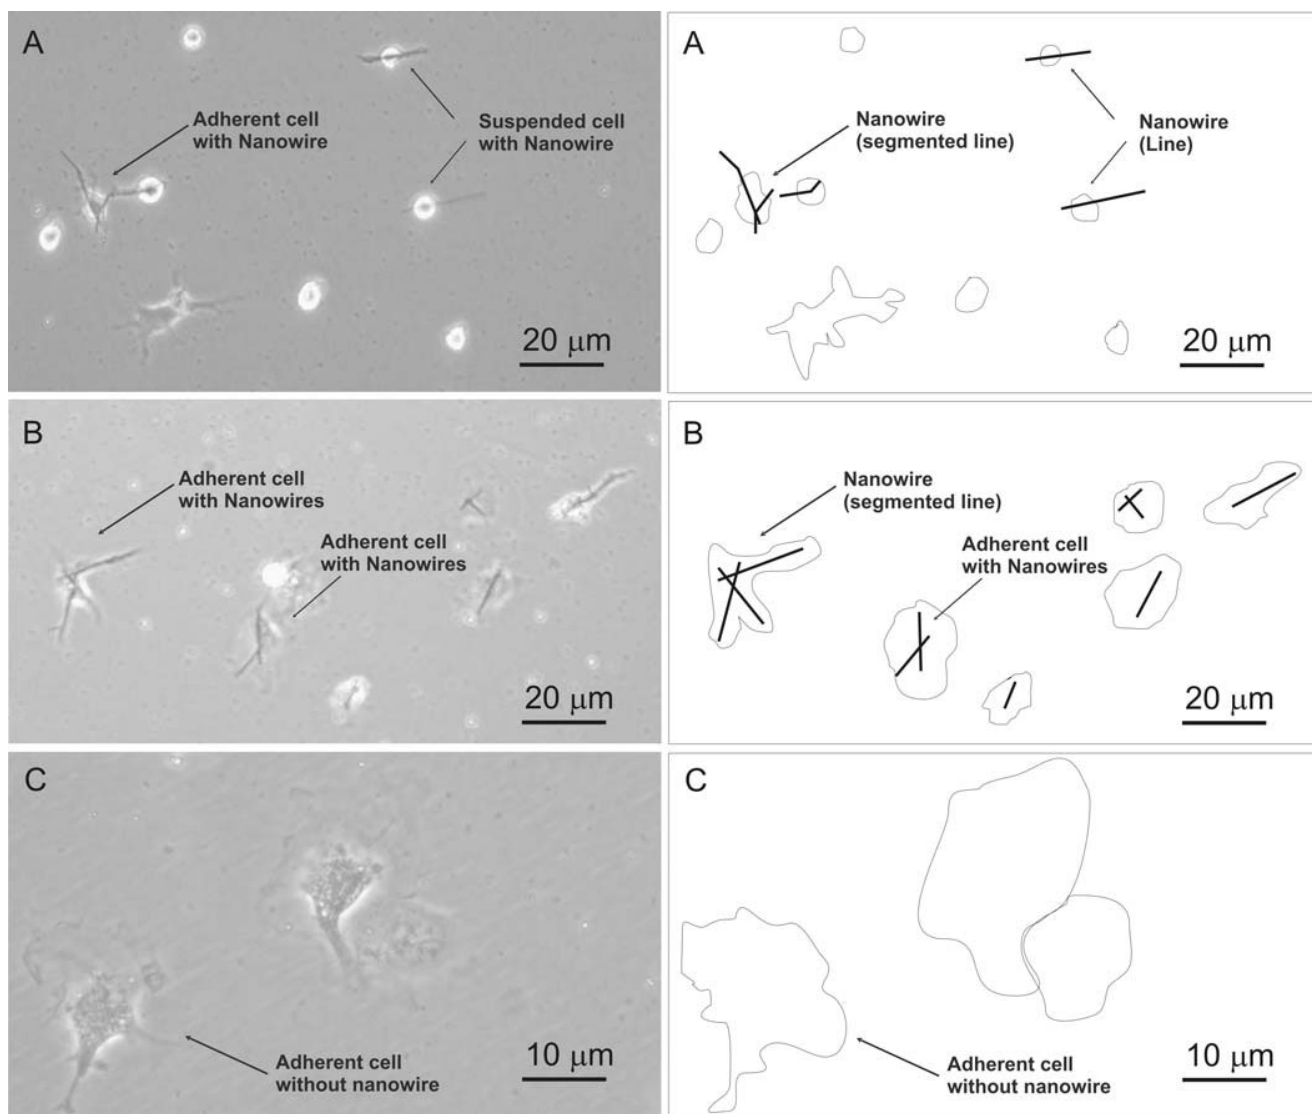 A
Adherent cell
with Nanowire
Suspended cell
with Nanowire
20 μm
A
Nanowire
(segmented line)
Nanowire
(Line)
20 μm
B
Adherent cell
with Nanowires
Adherent cell
with Nanowires
20 μm
B
Nanowire
(segmented line)
Adherent cell
with Nanowires
20 μm
C
Adherent cell
without nanowire
10 μm
C
Adherent cell
without nanowire
10 μm